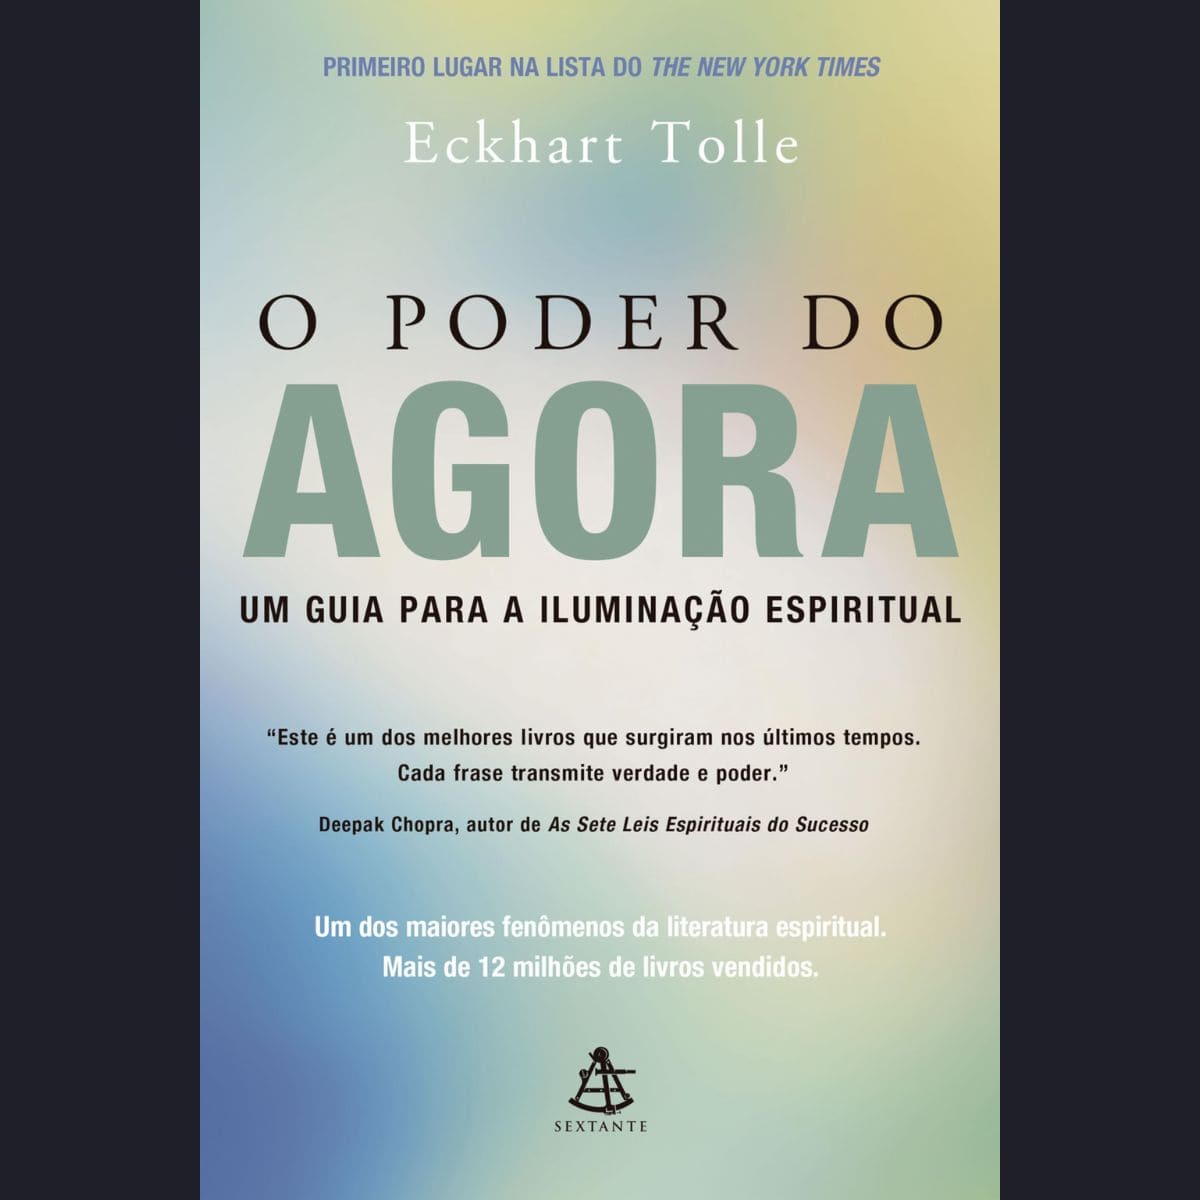 PRIMEIRO LUGAR NA LISTA DO THE NEW YORK TIMES
Eckhart Tolle
O PODER DO
AGORA
UM GUIA PARA A ILUMINAÇÃO ESPIRITUAL
“Este é um dos melhores livros que surgiram nos últimos tempos.
Cada frase transmite verdade e poder.”
Deepak Chopra, autor de As Sete Leis Espirituais do Sucesso
Um dos maiores fenômenos da literatura espiritual.
Mais de 12 milhões de livros vendidos.
SEXTANTE